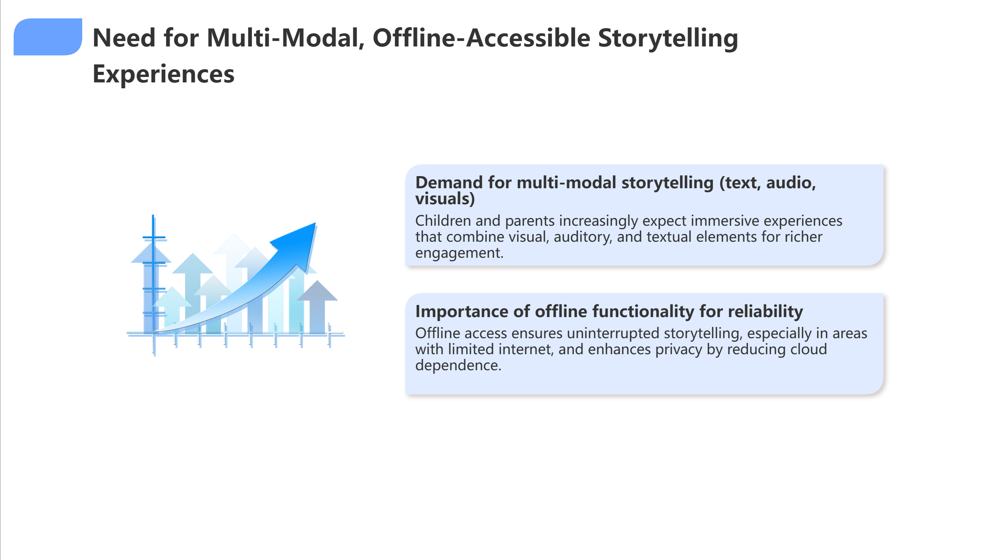 Need for Multi-Modal, Offline-Accessible Storytelling
Experiences
Demand for multi-modal storytelling (text, audio,
visuals)
Children and parents increasingly expect immersive experiences
that combine visual, auditory, and textual elements for richer
engagement.
Importance of offline functionality for reliability
Offline access ensures uninterrupted storytelling, especially in areas
with limited internet, and enhances privacy by reducing cloud
dependence.